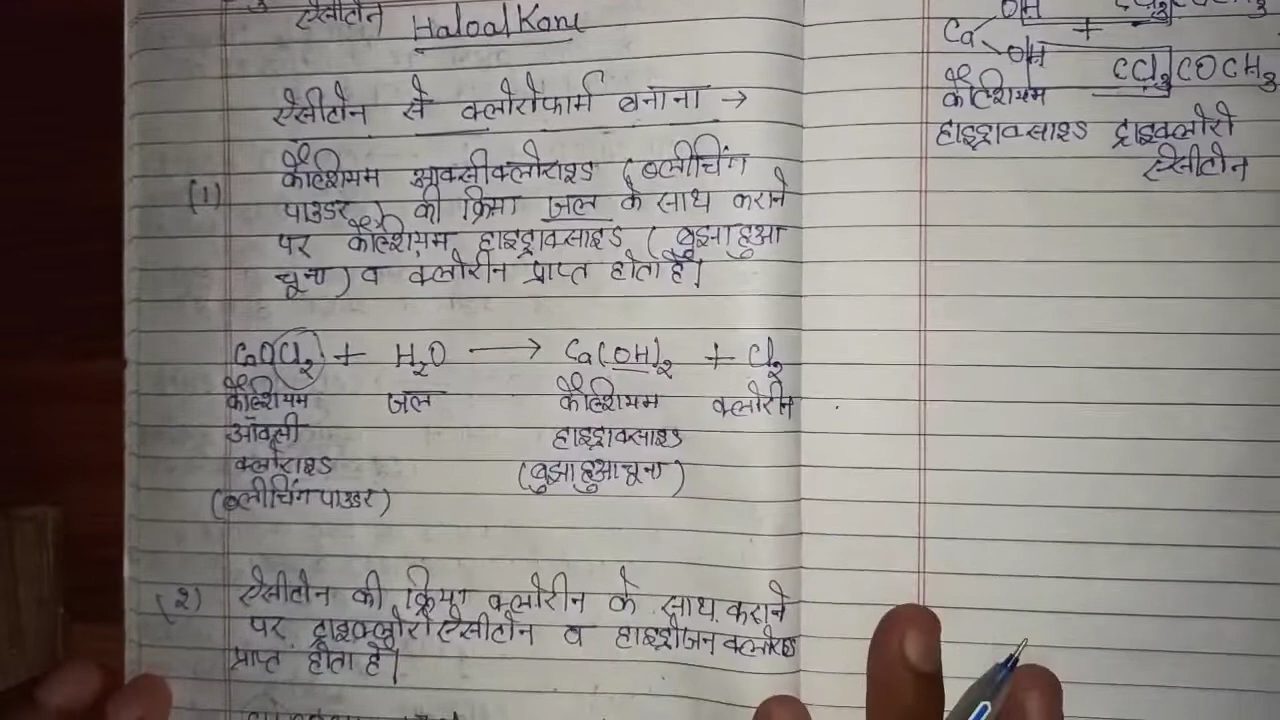 ऐसीटोन HaloalKane
ऐसीटोन से क्लोरोफार्म बनाना →
(1) कैल्शियम आक्सीक्लोराइड (ब्लीचिंग
पाउडर) की क्रिया जल के साथ कराने
पर कैल्शियम हाइड्राक्साइड (बुझा हुआ
चूना) व क्लोरीन प्राप्त होता है।
CaOCl₂ + H₂O → Ca(OH)₂ + Cl₂
कैल्शियम जल कैल्शियम क्लोरीन
ऑक्सी हाइड्राक्साइड
क्लोराइड (बुझा हुआ चूना)
(ब्लीचिंग पाउडर)
(२) ऐसीटोन की क्रिया क्लोरीन के साथ कराने
पर ट्राइक्लोरो ऐसीटोन व हाइड्रोजन क्लोराइड
प्राप्त होता है।
OH
Ca +
OH CCl₃COCH₃
कैल्शियम
हाइड्राक्साइड ट्राइक्लोरो
ऐसीटोन